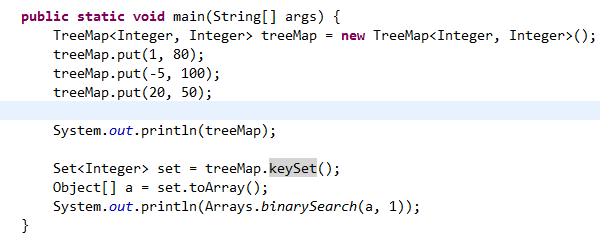 public static void main(String[] args) {
TreeMap<Integer, Integer> treeMap = new TreeMap<Integer, Integer>();
treeMap.put(1, 80);
treeMap.put(-5, 100);
treeMap.put(20, 50);
System.out.println(treeMap);
Set<Integer> set = treeMap.keySet();
Object[] a = set.toArray();
System.out.println(Arrays.binarySearch(a, 1));
}